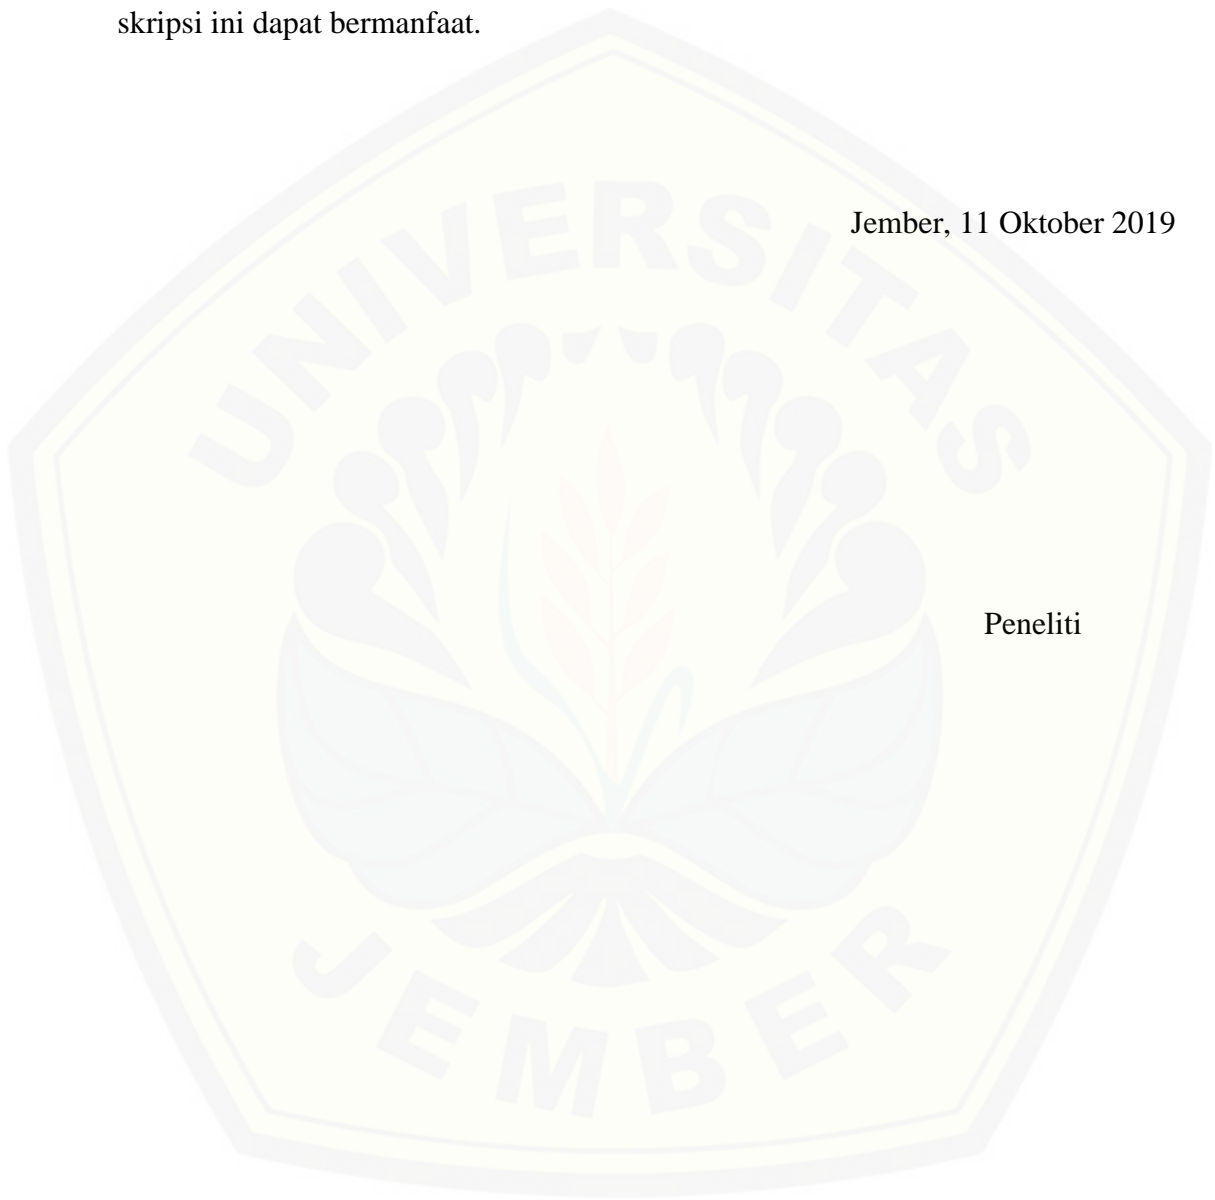 skripsi ini dapat bermanfaat.
Jember, 11 Oktober 2019
UNIVERSITAS
Peneliti
JEMBER